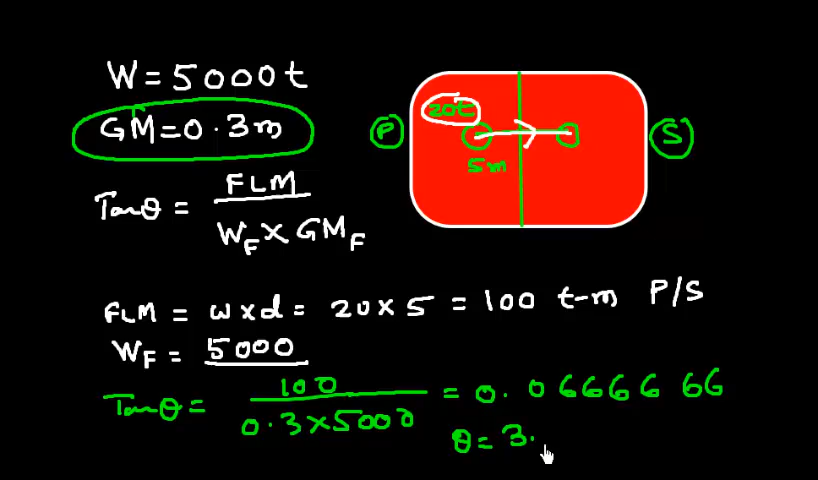 W = 5000t
GM = 0.3m
20t
P
S
5m
Tanθ = FLM / W_F × GM_F
FLM = w × d = 20 × 5 = 100 t-m P/S
W_F = 5000
Tanθ = 100 / 0.3 × 5000 = 0.0666666
θ = 3.